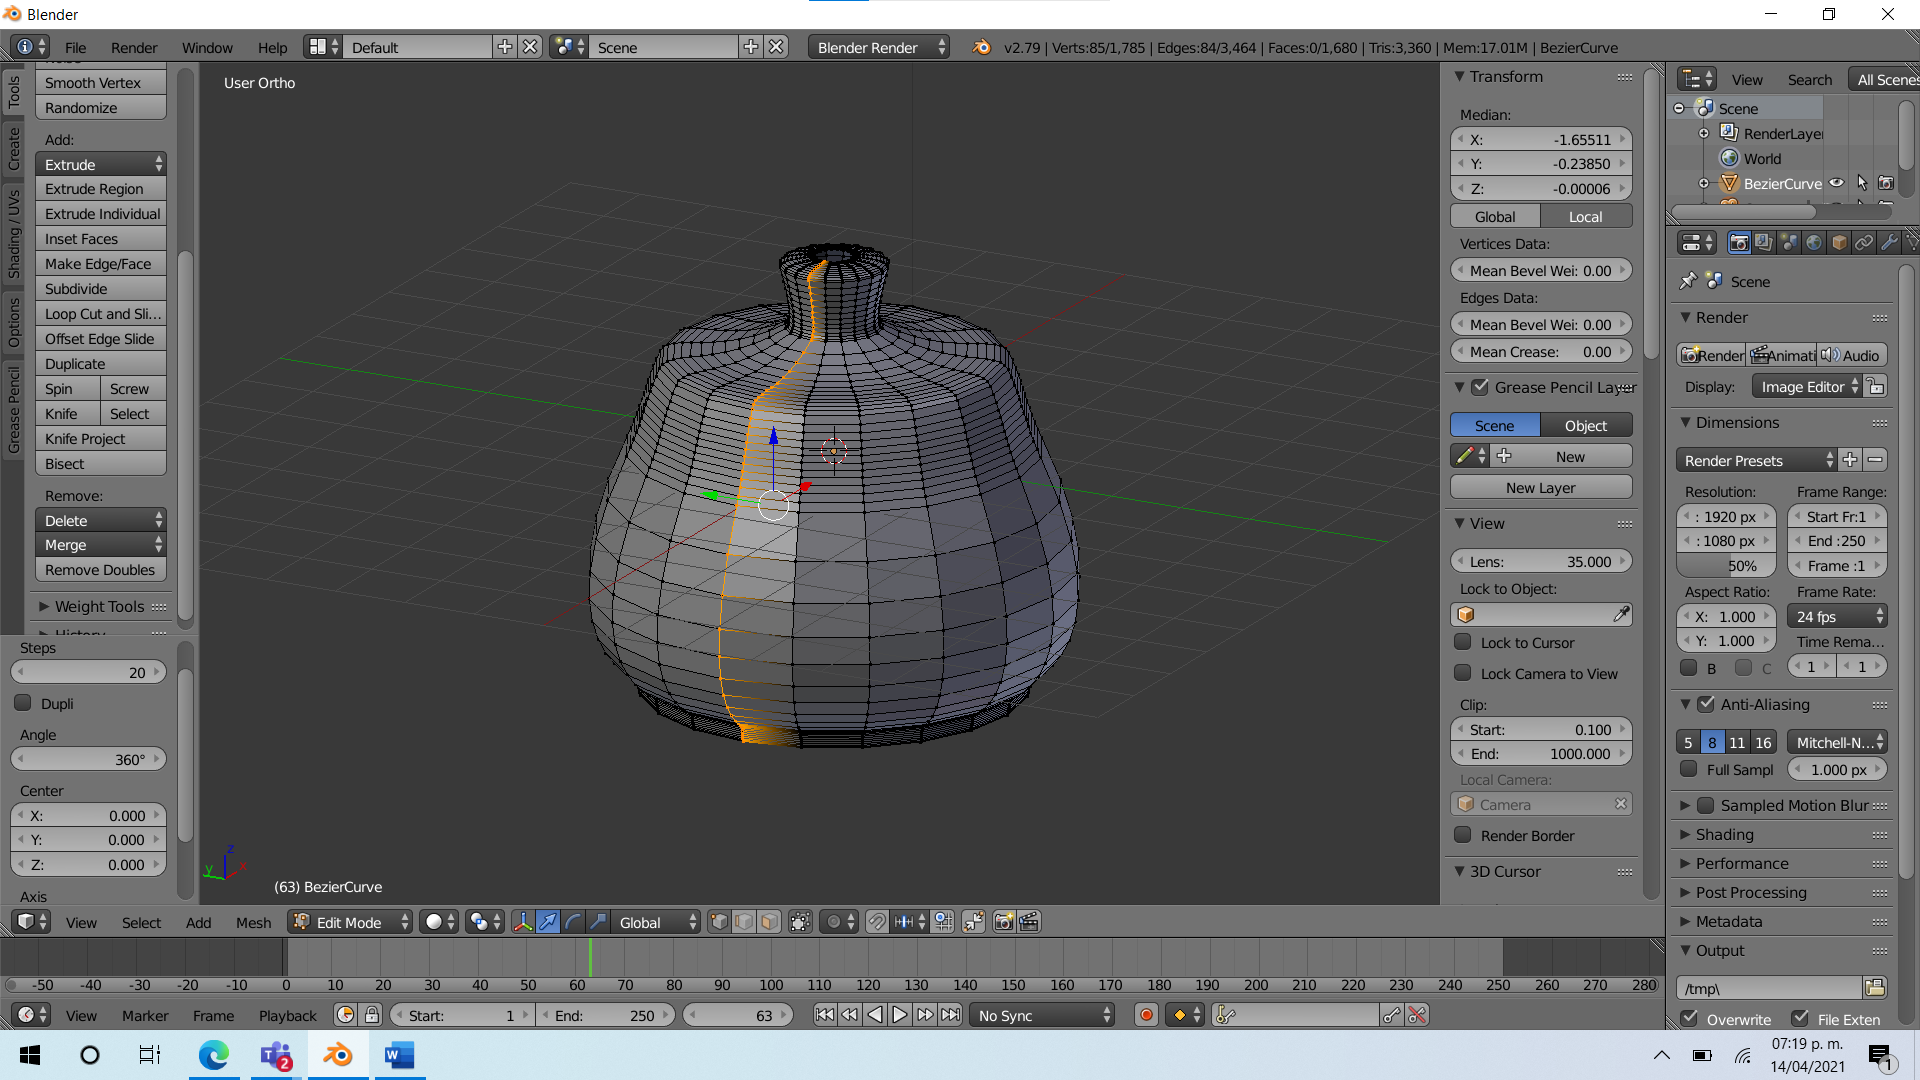 Blender
File Render Window Help Default Scene Blender Render v2.79 | Verts:85/1,785 | Edges:84/3,464 | Faces:0/1,680 | Tris:3,360 | Mem:17.01M | BezierCurve
Tools
Create
Shading / UVs
Options
Grease Pencil
Smooth Vertex
Randomize
Add:
Extrude
Extrude Region
Extrude Individual
Inset Faces
Make Edge/Face
Subdivide
Loop Cut and Sli...
Offset Edge Slide
Duplicate
Spin Screw
Knife Select
Knife Project
Bisect
Remove:
Delete
Merge
Remove Doubles
Weight Tools
History
Steps
20
Dupli
Angle
360°
Center
X: 0.000
Y: 0.000
Z: 0.000
Axis
User Ortho
z
y x
(63) BezierCurve
Transform
Median:
X: -1.65511
Y: -0.23850
Z: -0.00006
Global Local
Vertices Data:
Mean Bevel Wei: 0.00
Edges Data:
Mean Bevel Wei: 0.00
Mean Crease: 0.00
Grease Pencil Layer
Scene Object
New
New Layer
View
Lens: 35.000
Lock to Object:
Lock to Cursor
Lock Camera to View
Clip:
Start: 0.100
End: 1000.000
Local Camera:
Camera
Render Border
3D Cursor
View Search All Scenes
Scene
RenderLaye
World
BezierCurve
Scene
Render
Render Animati Audio
Display: Image Editor
Dimensions
Render Presets
Resolution: Frame Range:
: 1920 px Start Fr:1
: 1080 px End :250
50% Frame :1
Aspect Ratio: Frame Rate:
X: 1.000 24 fps
Y: 1.000 Time Rema...
B C 1 1
Anti-Aliasing
5 8 11 16 Mitchell-N...
Full Sampl 1.000 px
Sampled Motion Blur
Shading
Performance
Post Processing
Metadata
Output
/tmp\
Overwrite File Exten
View Select Add Mesh Edit Mode Global
-50 -40 -30 -20 -10 0 10 20 30 40 50 60 70 80 90 100 110 120 130 140 150 160 170 180 190 200 210 220 230 240 250 260 270 280
View Marker Frame Playback Start: 1 End: 250 63 No Sync
T 2 W
07:19 p. m.
14/04/2021
1